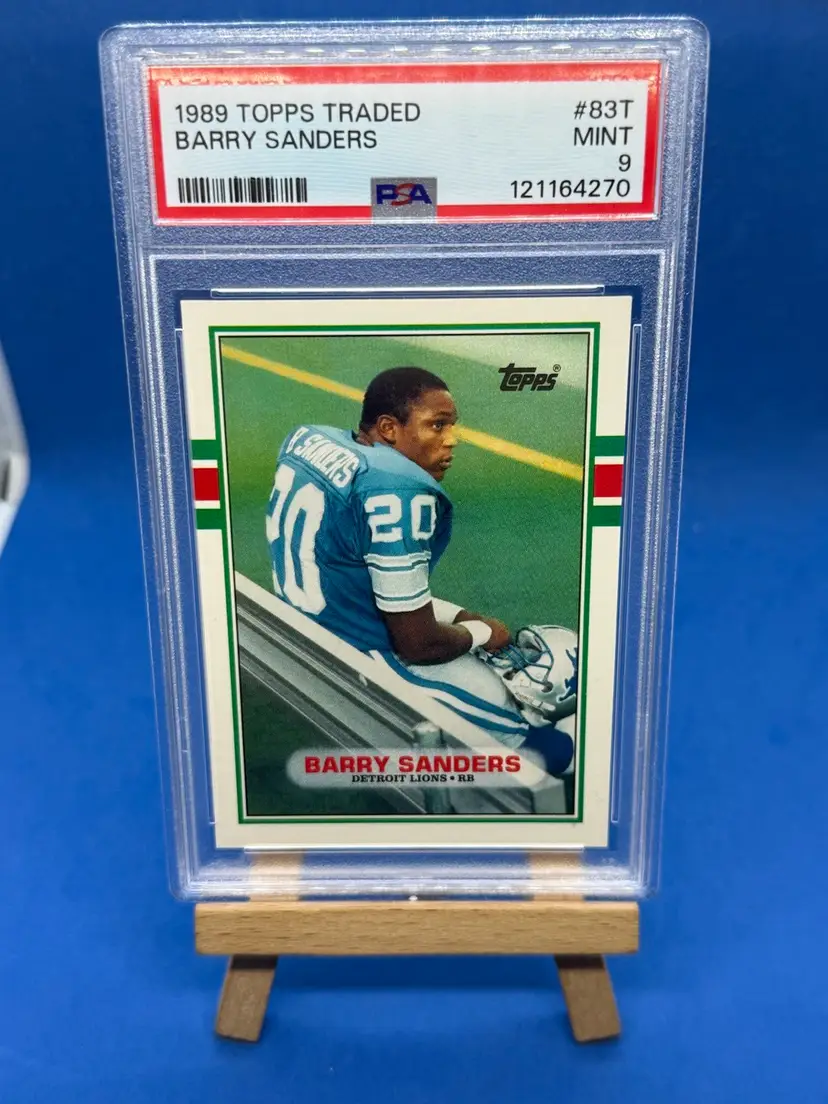 1989 TOPPS TRADED #83T
BARRY SANDERS MINT
9
PSA 121164270
Topps®
B SANDERS
20
20
BARRY SANDERS
DETROIT LIONS • RB